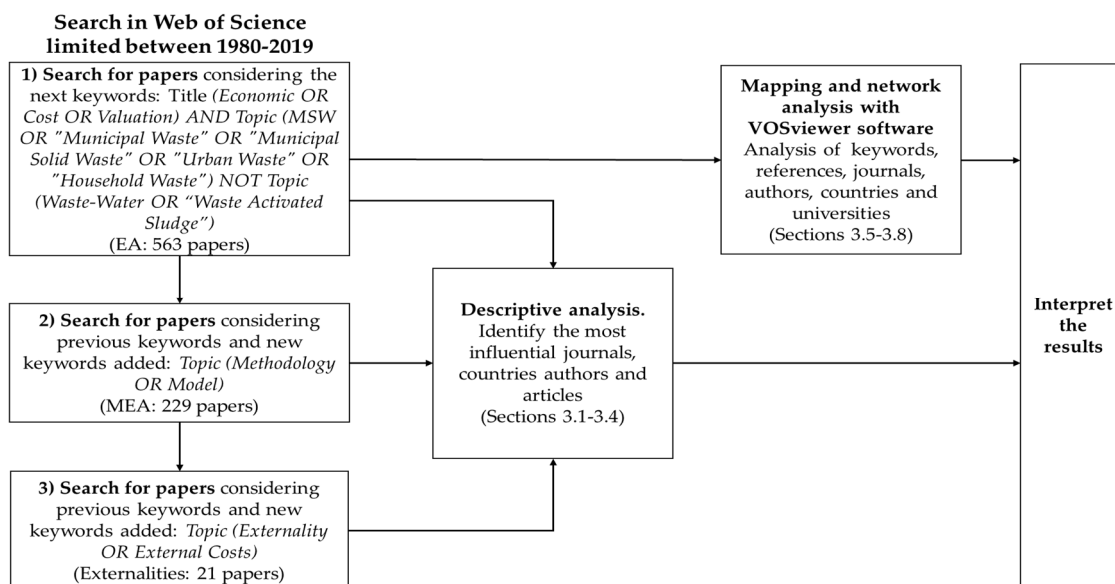 Search in Web of Science
limited between 1980-2019
1) Search for papers considering the
next keywords: Title (Economic OR
Cost OR Valuation) AND Topic (MSW
OR "Municipal Waste" OR "Municipal
Solid Waste" OR "Urban Waste" OR
"Household Waste") NOT Topic
(Waste-Water OR “Waste Activated
Sludge”)
(EA: 563 papers)
2) Search for papers considering
previous keywords and new
keywords added: Topic (Methodology
OR Model)
(MEA: 229 papers)
3) Search for papers considering
previous keywords and new
keywords added: Topic (Externality
OR External Costs)
(Externalities: 21 papers)
Descriptive analysis.
Identify the most
influential journals,
countries authors and
articles
(Sections 3.1-3.4)
Mapping and network
analysis with
VOSviewer software
Analysis of keywords,
references, journals,
authors, countries and
universities
(Sections 3.5-3.8)
Interpret
the
results